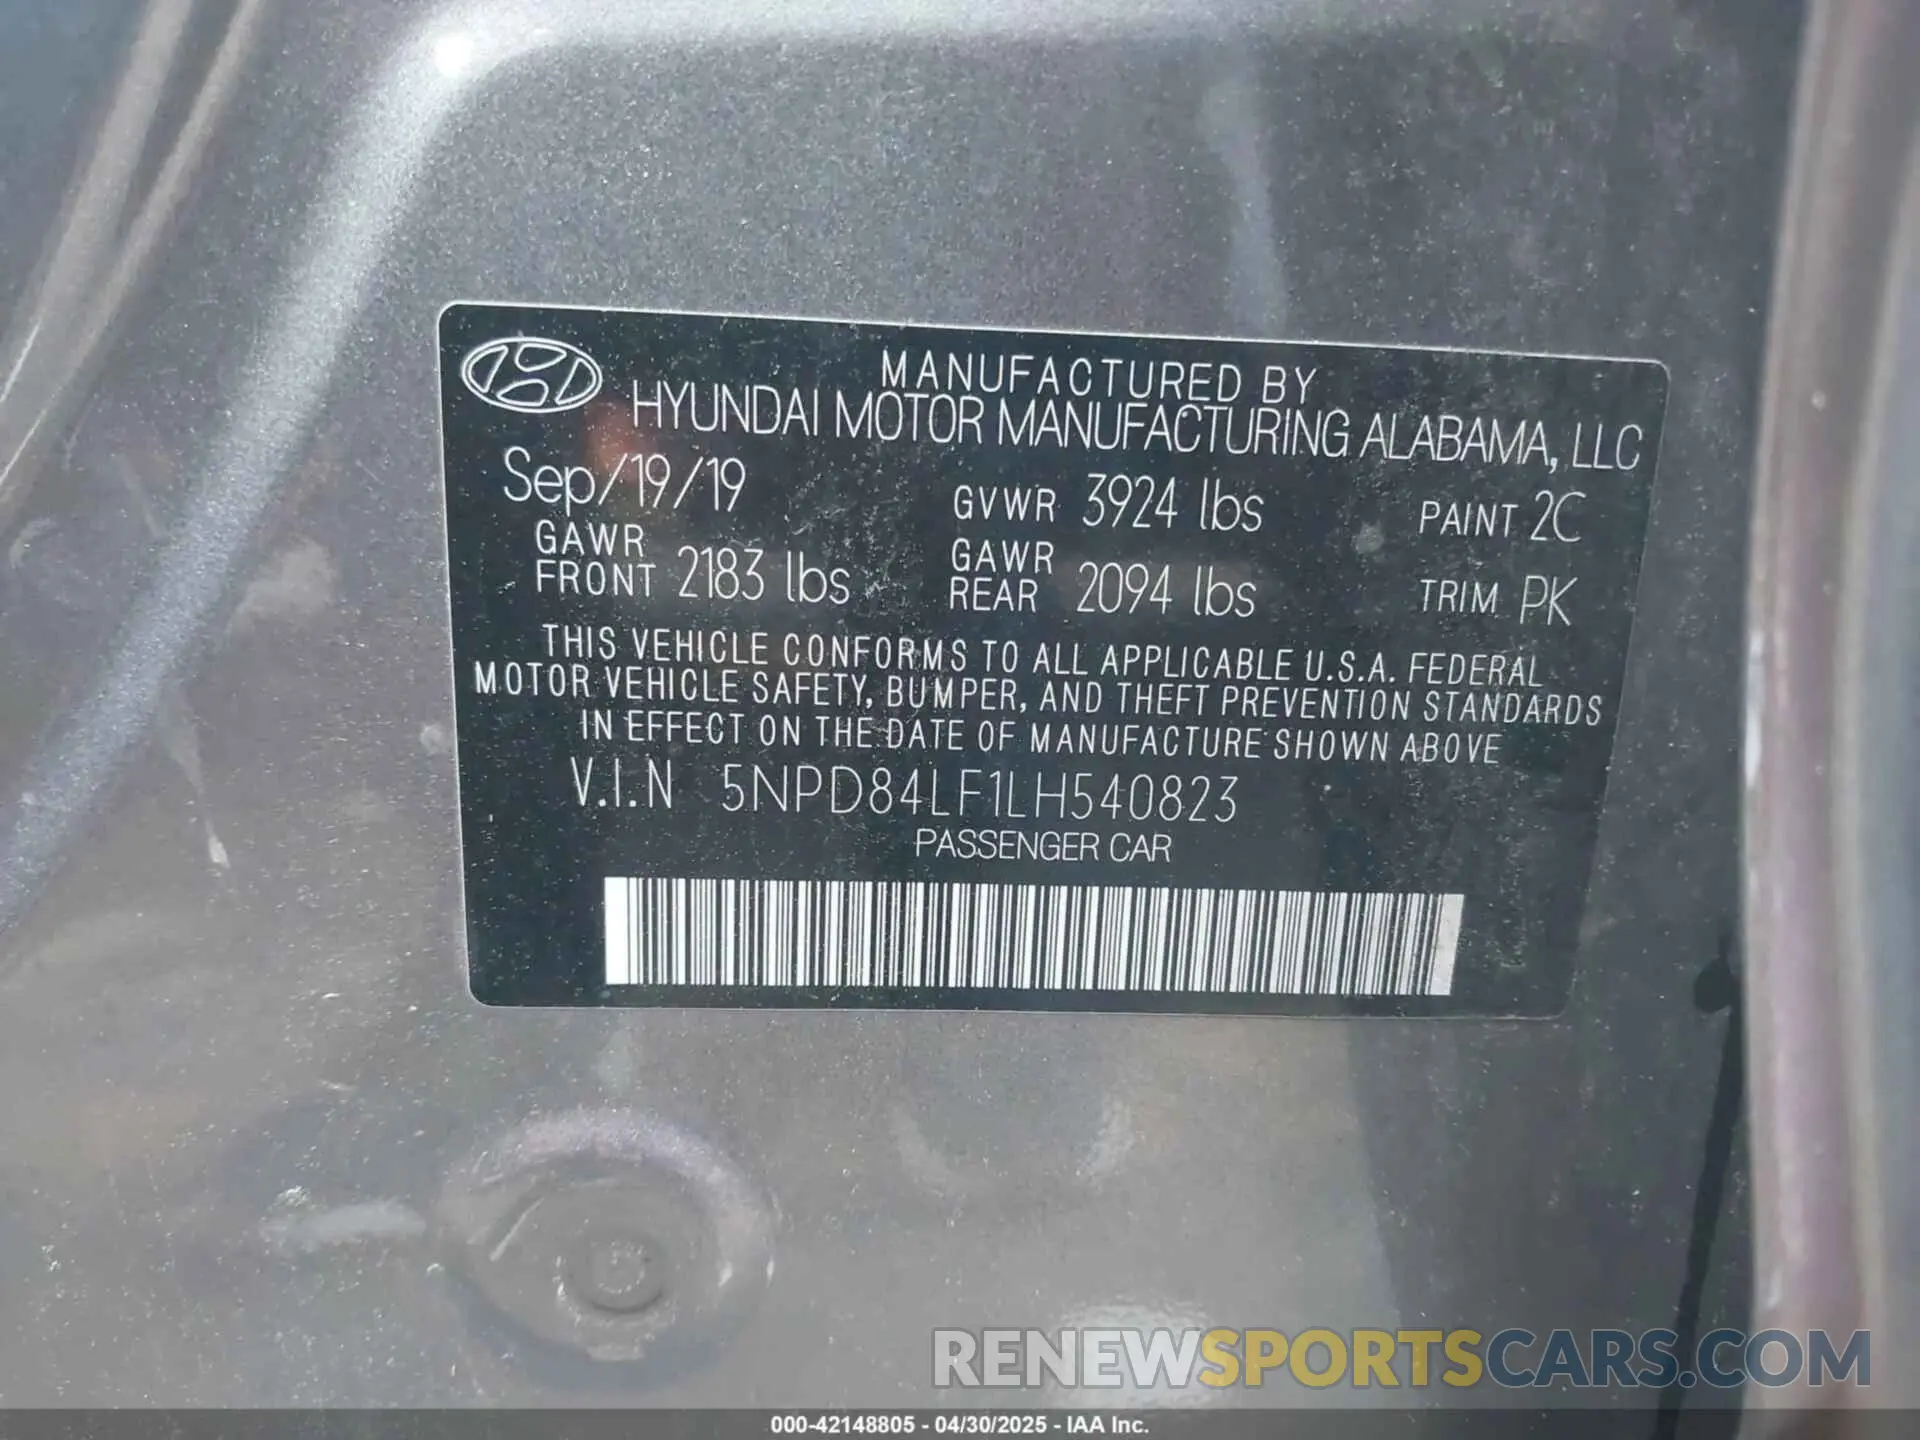 MANUFACTURED BY
HYUNDAI MOTOR MANUFACTURING ALABAMA, LLC
Sep/19/19 GVWR 3924 lbs PAINT 2C
GAWR FRONT 2183 lbs GAWR REAR 2094 lbs TRIM PK
THIS VEHICLE CONFORMS TO ALL APPLICABLE U.S.A. FEDERAL
MOTOR VEHICLE SAFETY, BUMPER, AND THEFT PREVENTION STANDARDS
IN EFFECT ON THE DATE OF MANUFACTURE SHOWN ABOVE
V.I.N 5NPD84LF1LH540823
PASSENGER CAR
RENEWSPORTSCARS.COM
000-42148805 - 04/30/2025 - IAA Inc.